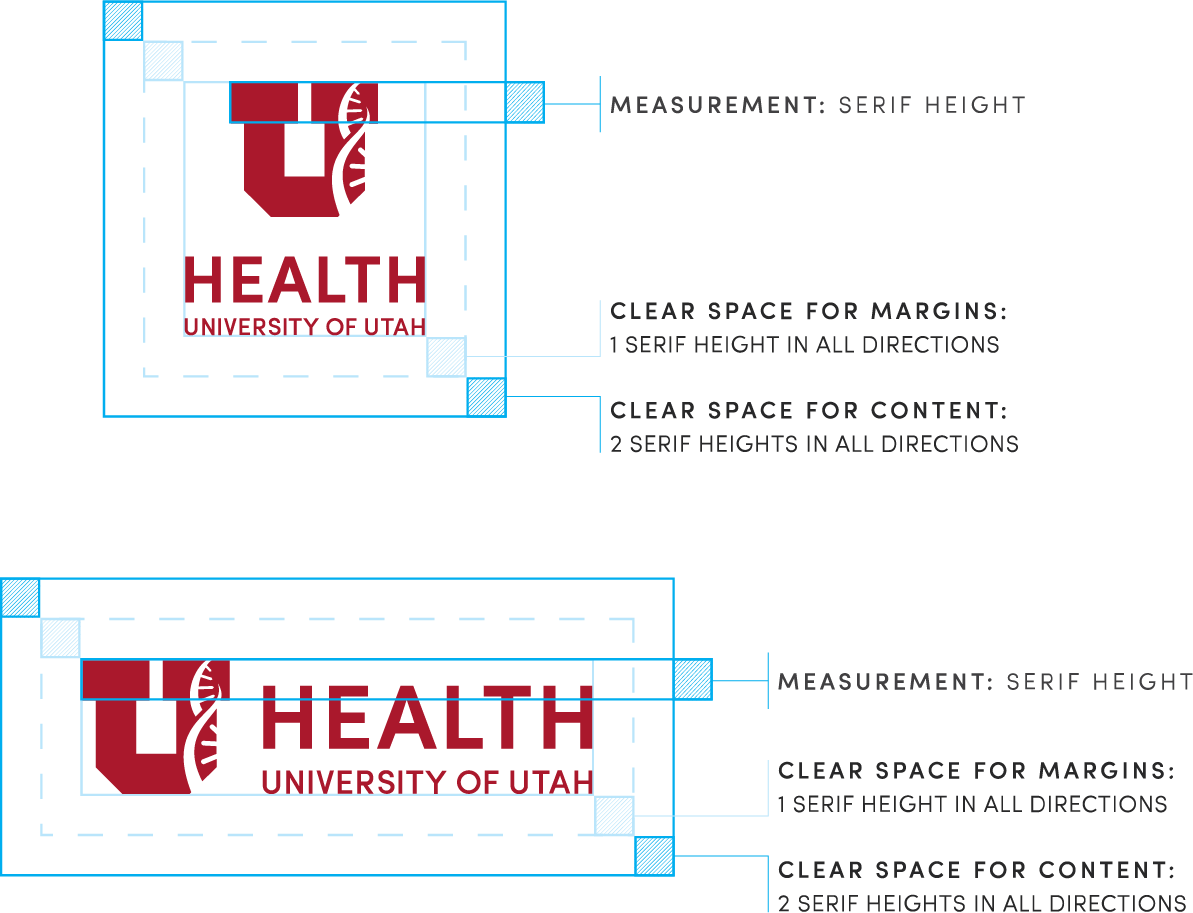 MEASUREMENT: SERIF HEIGHT
U
HEALTH
UNIVERSITY OF UTAH
CLEAR SPACE FOR MARGINS:
1 SERIF HEIGHT IN ALL DIRECTIONS
CLEAR SPACE FOR CONTENT:
2 SERIF HEIGHTS IN ALL DIRECTIONS
MEASUREMENT: SERIF HEIGHT
U
HEALTH
UNIVERSITY OF UTAH
CLEAR SPACE FOR MARGINS:
1 SERIF HEIGHT IN ALL DIRECTIONS
CLEAR SPACE FOR CONTENT:
2 SERIF HEIGHTS IN ALL DIRECTIONS